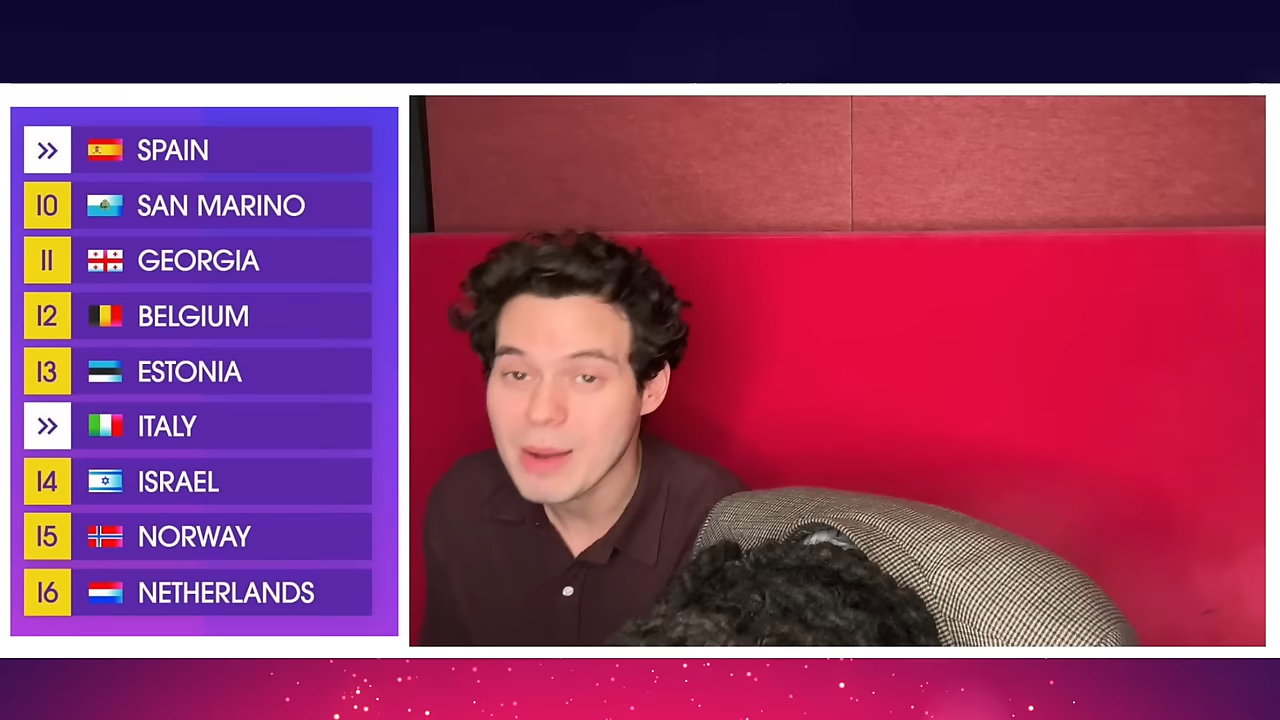 >> SPAIN
10 SAN MARINO
11 GEORGIA
12 BELGIUM
13 ESTONIA
>> ITALY
14 ISRAEL
15 NORWAY
16 NETHERLANDS